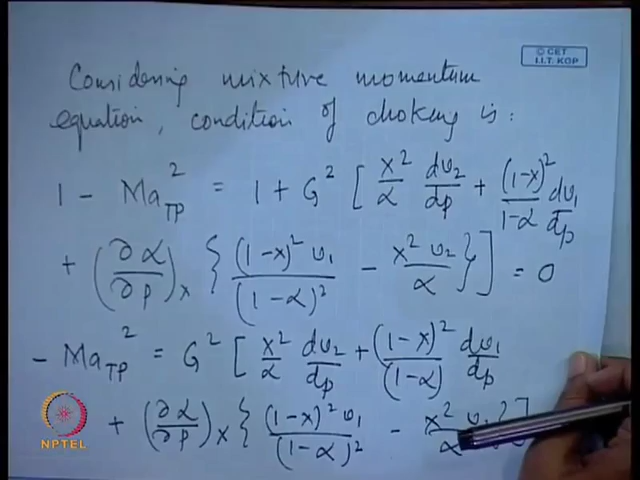 © CET
I.I.T. KGP
Considering mixture momentum
equation, condition of choking is :
1 - Ma_TP^2 = 1 + G^2 [ x^2/α dv_2/dp + (1-x)^2/(1-α) dv_1/dp
+ (∂α/∂p)_x { (1-x)^2 v_1/(1-α)^2 - x^2 v_2/α } ] = 0
- Ma_TP^2 = G^2 [ x^2/α dv_2/dp + (1-x)^2/(1-α) dv_1/dp
+ (∂α/∂p)_x { (1-x)^2 v_1/(1-α)^2 - x^2 / α
NPTEL